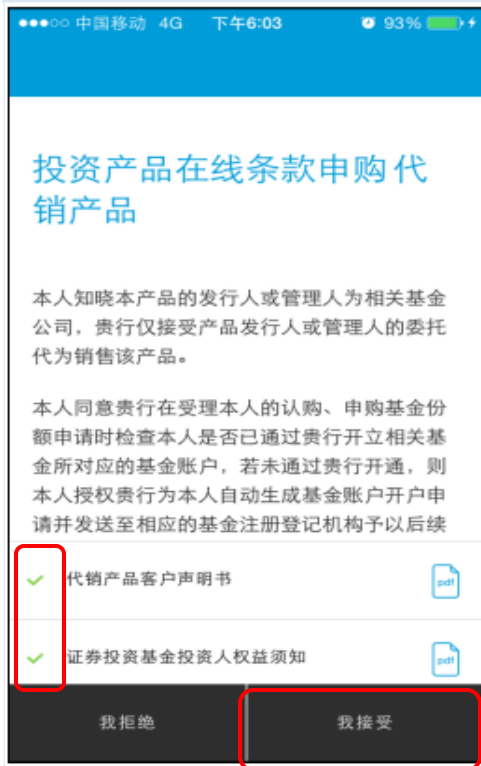 中国移动 4G 下午6:03 93%
投资产品在线条款申购代
销产品
本人知晓本产品的发行人或管理人为相关基金
公司，贵行仅接受产品发行人或管理人的委托
代为销售该产品。
本人同意贵行在受理本人的认购、申购基金份
额申请时检查本人是否已通过贵行开立相关基
金所对应的基金账户，若未通过贵行开通，则
本人授权贵行为本人自动生成基金账户开户申
请并发送至相应的基金注册登记机构予以后续
代销产品客户声明书 pdf
证券投资基金投资人权益须知 pdf
我拒绝 我接受